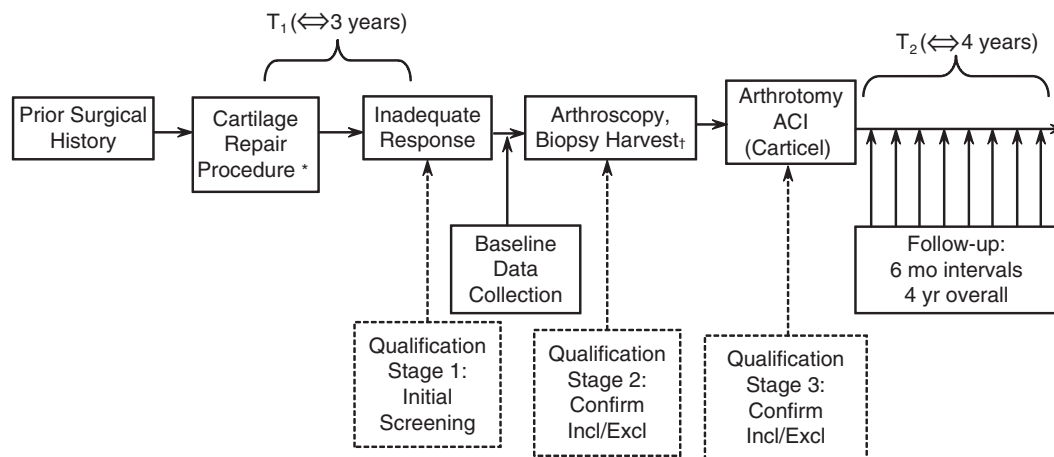 T1 (⇔3 years)
T2 (⇔4 years)
Prior Surgical
History
Cartilage
Repair
Procedure *
Inadequate
Response
Arthroscopy,
Biopsy Harvest†
Arthrotomy
ACI
(Carticel)
Baseline
Data
Collection
Follow-up:
6 mo intervals
4 yr overall
Qualification
Stage 1:
Initial
Screening
Qualification
Stage 2:
Confirm
Incl/Excl
Qualification
Stage 3:
Confirm
Incl/Excl